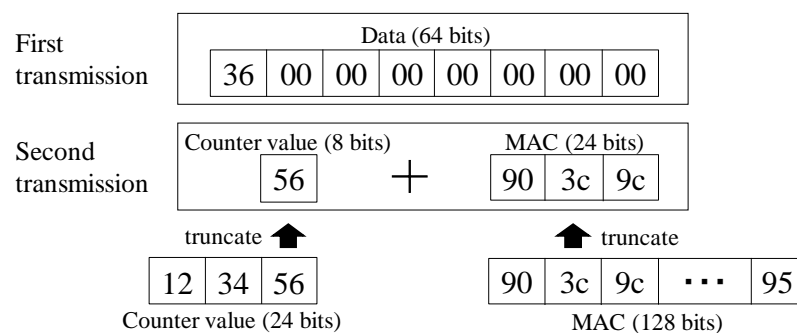 First
transmission
Data (64 bits)
36 00 00 00 00 00 00 00
Second
transmission
Counter value (8 bits)
56
+
MAC (24 bits)
90 3c 9c
truncate
truncate
12 34 56
Counter value (24 bits)
90 3c 9c ··· 95
MAC (128 bits)